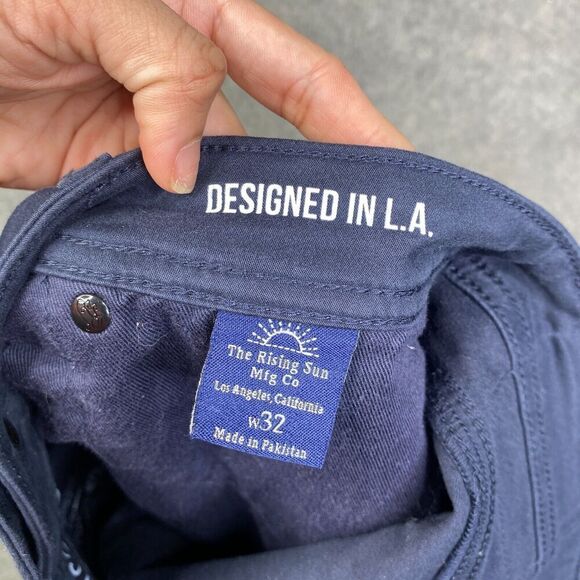 DESIGNED IN L.A.
The Rising Sun
Mfg Co
Los Angeles, California
W32
Made in Pakistan